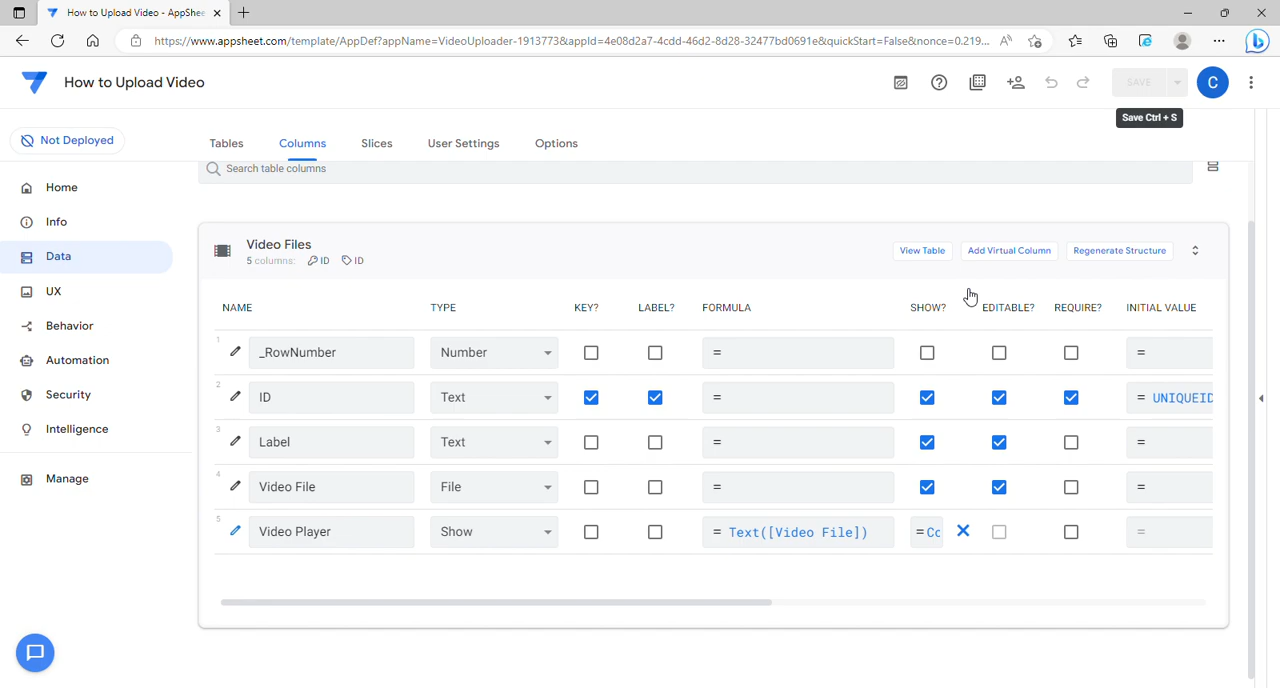 How to Upload Video - AppShee
https://www.appsheet.com/template/AppDef?appName=VideoUploader-1913773&appId=4e08d2a7-4cdd-46d2-8d28-32477bd0691e&quickStart=False&nonce=0.219...
How to Upload Video
SAVE
C
Save Ctrl + S
Not Deployed
Tables
Columns
Slices
User Settings
Options
Search table columns
Home
Info
Data
UX
Behavior
Automation
Security
Intelligence
Manage
Video Files
5 columns: ID ID
View Table
Add Virtual Column
Regenerate Structure
NAME TYPE KEY? LABEL? FORMULA SHOW? EDITABLE? REQUIRE? INITIAL VALUE
1 _RowNumber Number = =
2 ID Text = = UNIQUEID
3 Label Text = =
4 Video File File = =
5 Video Player Show = Text([Video File]) =Co =